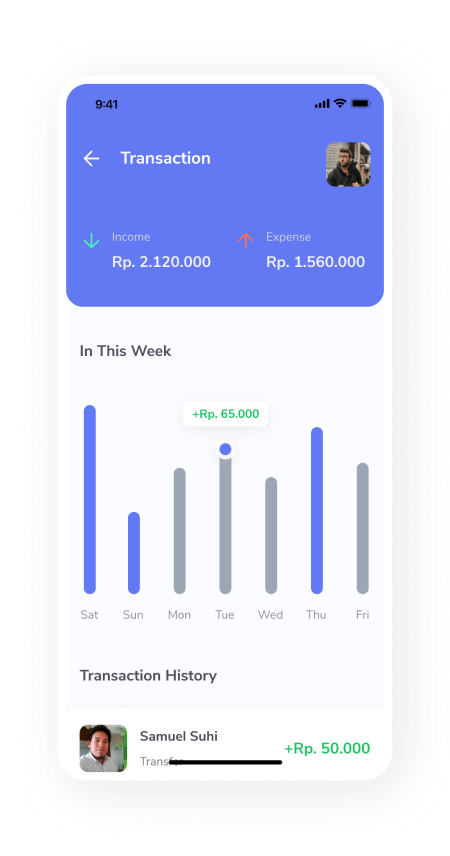 9:41
Transaction
Income
Expense
Rp. 2.120.000
Rp. 1.560.000
In This Week
+Rp. 65.000
Sat Sun Mon Tue Wed Thu Fri
Transaction History
Samuel Suhi
+Rp. 50.000
Transfer